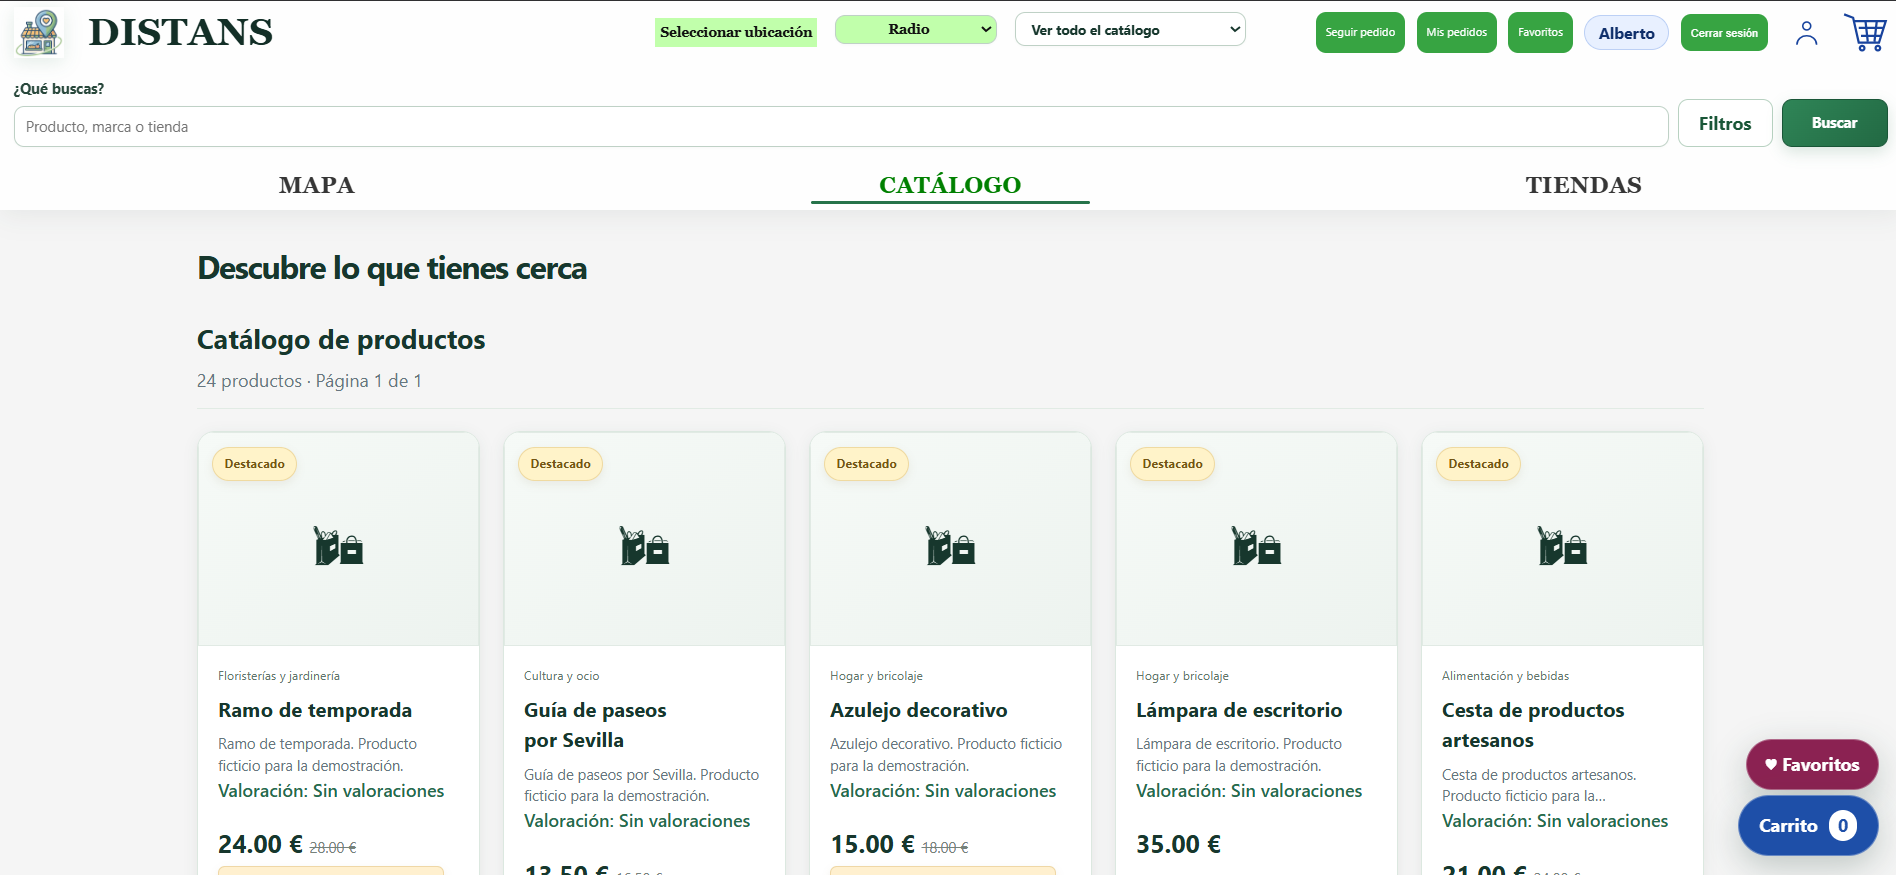 DISTANS
Seleccionar ubicación
Radio
Ver todo el catálogo
Seguir pedido
Mis pedidos
Favoritos
Alberto
Cerrar sesión
¿Qué buscas?
Producto, marca o tienda
Filtros
Buscar
MAPA
CATÁLOGO
TIENDAS
Descubre lo que tienes cerca
Catálogo de productos
24 productos · Página 1 de 1
Destacado
Floristerías y jardinería
Ramo de temporada
Ramo de temporada. Producto
ficticio para la demostración.
Valoración: Sin valoraciones
24.00 € 28.00 €
Destacado
Cultura y ocio
Guía de paseos
por Sevilla
Guía de paseos por Sevilla. Producto
ficticio para la demostración.
Valoración: Sin valoraciones
13.50 €
Destacado
Hogar y bricolaje
Azulejo decorativo
Azulejo decorativo. Producto ficticio
para la demostración.
Valoración: Sin valoraciones
15.00 € 18.00 €
Destacado
Hogar y bricolaje
Lámpara de escritorio
Lámpara de escritorio. Producto
ficticio para la demostración.
Valoración: Sin valoraciones
35.00 €
Destacado
Alimentación y bebidas
Cesta de productos
artesanos
Cesta de productos artesanos.
Producto ficticio para la...
Valoración: Sin valoraciones
21.00 €
♥ Favoritos
Carrito 0